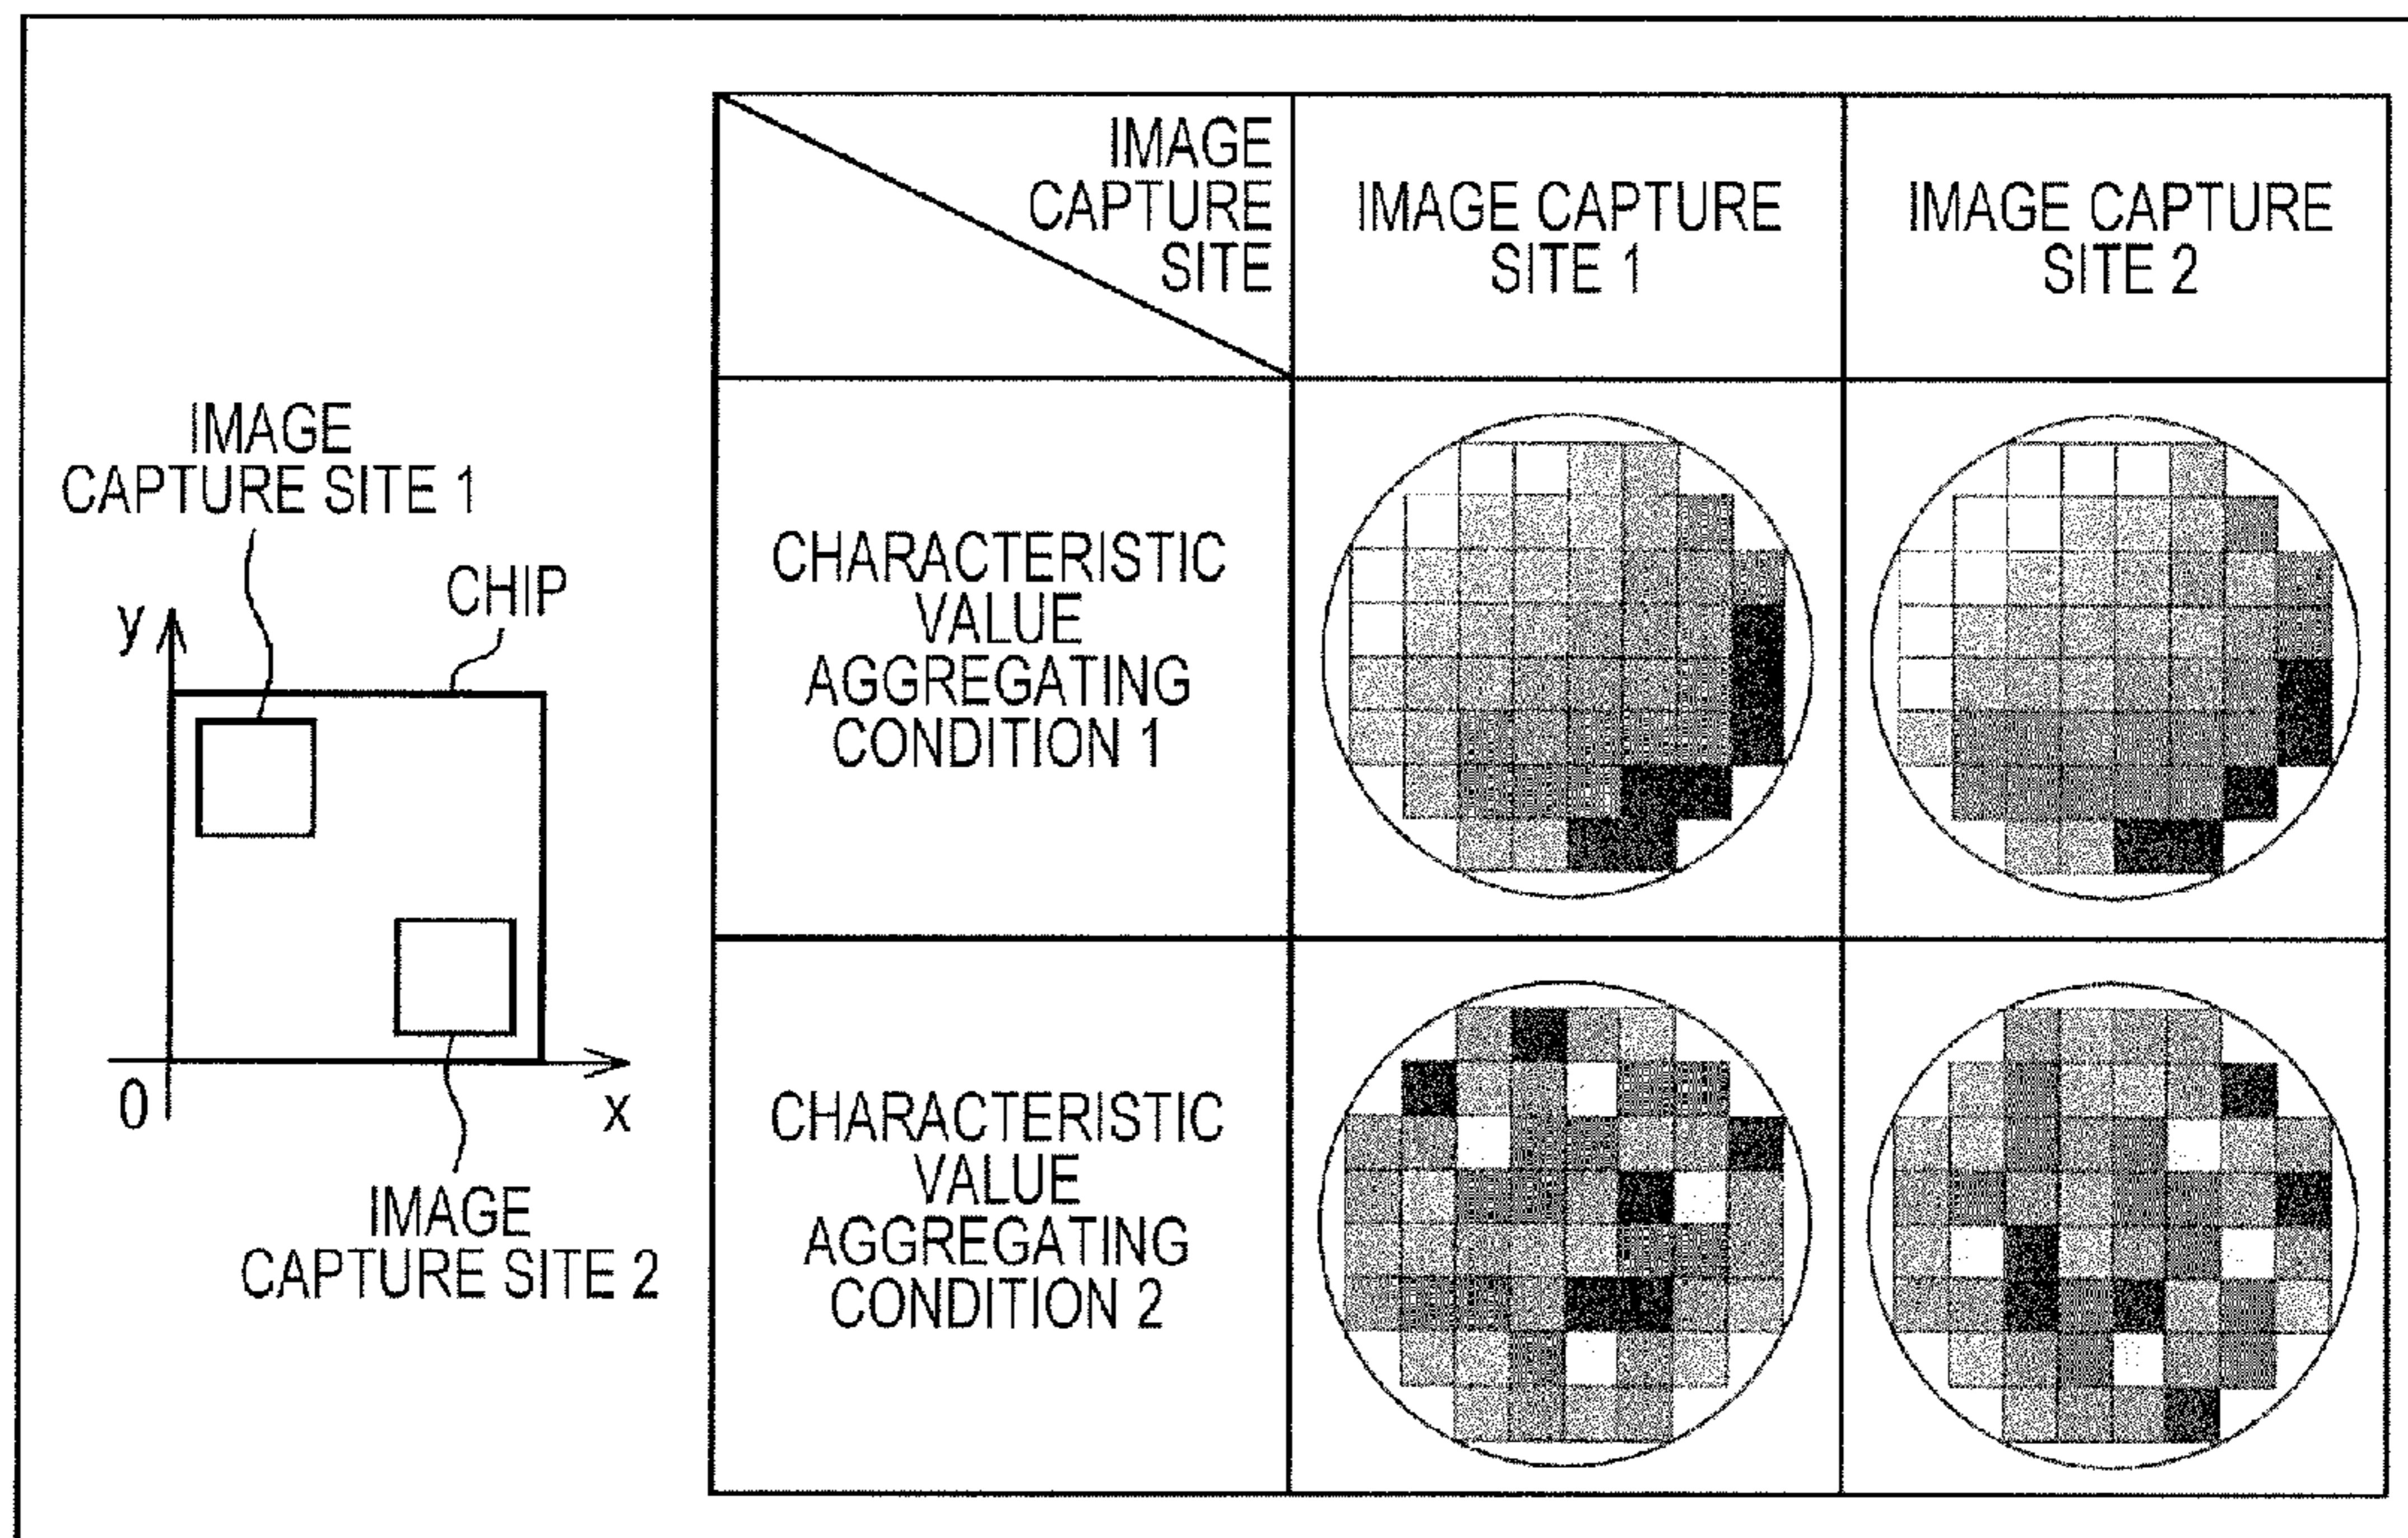 IMAGE
CAPTURE SITE 1
CHIP
y
0
x
IMAGE
CAPTURE SITE 2
IMAGE
CAPTURE
SITE
IMAGE CAPTURE
SITE 1
IMAGE CAPTURE
SITE 2
CHARACTERISTIC
VALUE
AGGREGATING
CONDITION 1
CHARACTERISTIC
VALUE
AGGREGATING
CONDITION 2